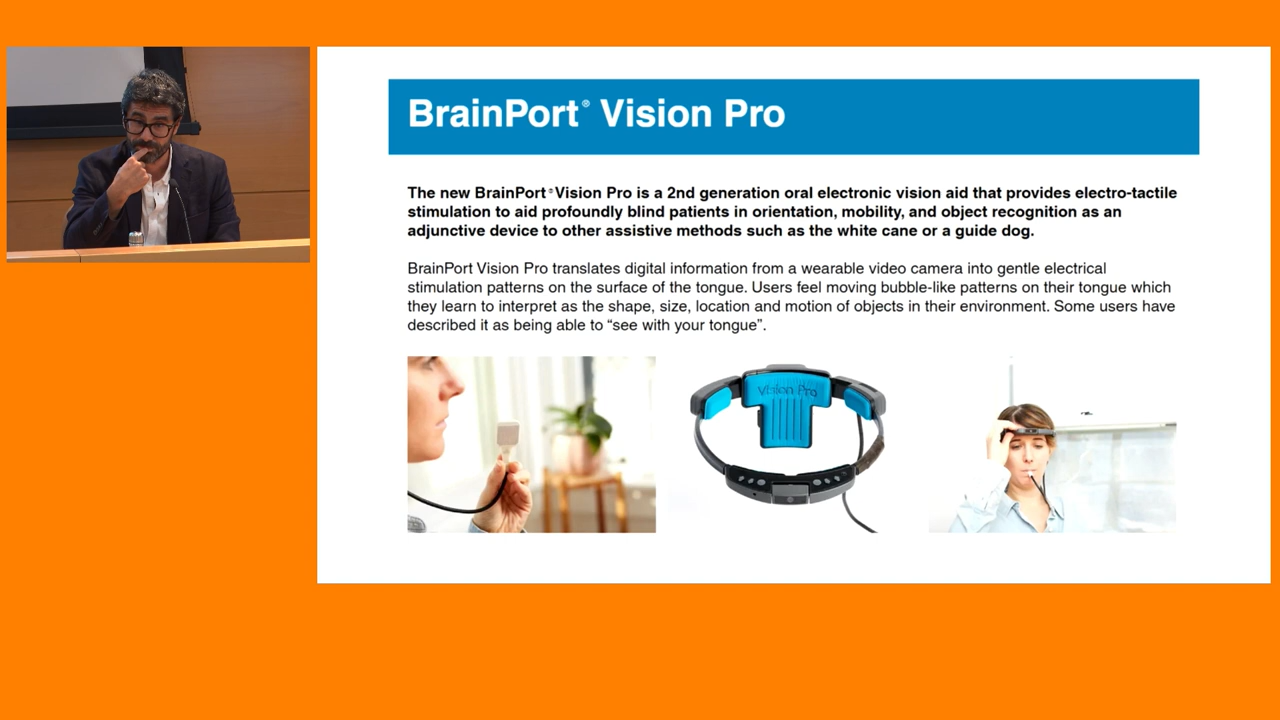 BrainPort® Vision Pro
The new BrainPort® Vision Pro is a 2nd generation oral electronic vision aid that provides electro-tactile
stimulation to aid profoundly blind patients in orientation, mobility, and object recognition as an
adjunctive device to other assistive methods such as the white cane or a guide dog.
BrainPort Vision Pro translates digital information from a wearable video camera into gentle electrical
stimulation patterns on the surface of the tongue. Users feel moving bubble-like patterns on their tongue which
they learn to interpret as the shape, size, location and motion of objects in their environment. Some users have
described it as being able to “see with your tongue”.
Vision Pro